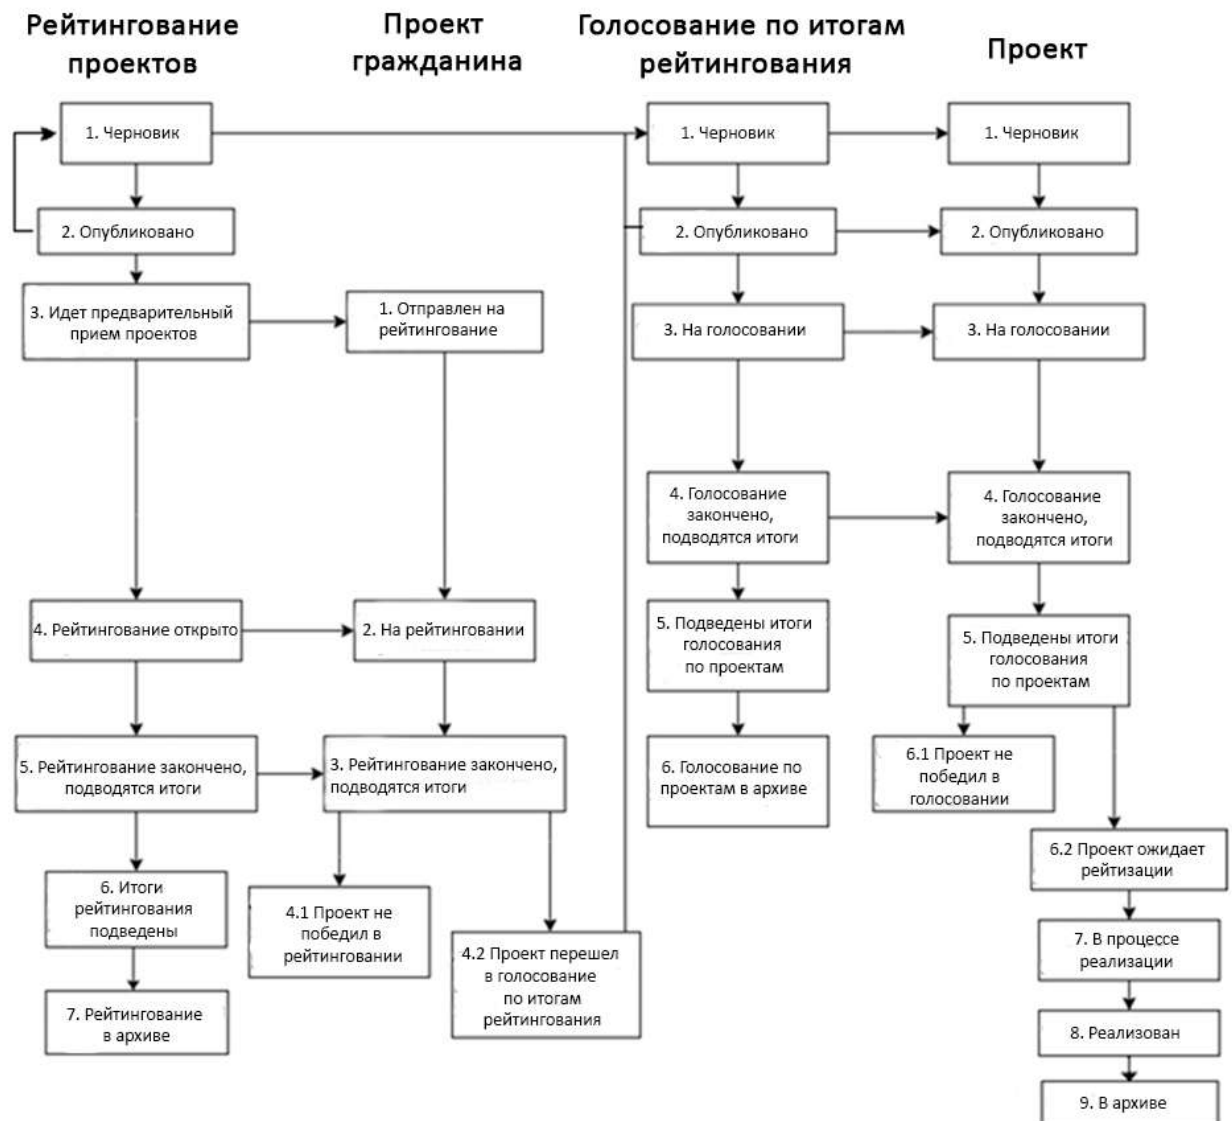 Рейтингование
проектов
Проект
гражданина
Голосование по итогам
рейтингования
Проект
1. Черновик
2. Опубликовано
3. Идет предварительный
прием проектов
4. Рейтингование открыто
5. Рейтингование закончено,
подводятся итоги
6. Итоги
рейтингования
подведены
7. Рейтингование
в архиве
1. Отправлен на
рейтингование
2. На рейтинговании
3. Рейтингование закончено,
подводятся итоги
4.1 Проект не
победил в
рейтинговании
4.2 Проект перешел
в голосование
по итогам
рейтингования
1. Черновик
2. Опубликовано
3. На голосовании
4. Голосование
закончено,
подводятся итоги
5. Подведены итоги
голосования
по проектам
6. Голосование по
проектам в архиве
1. Черновик
2. Опубликовано
3. На голосовании
4. Голосование
закончено,
подводятся итоги
5. Подведены итоги
голосования
по проектам
6.1 Проект не
победил в
голосовании
6.2 Проект ожидает
рейтизации
7. В процессе
реализации
8. Реализован
9. В архиве